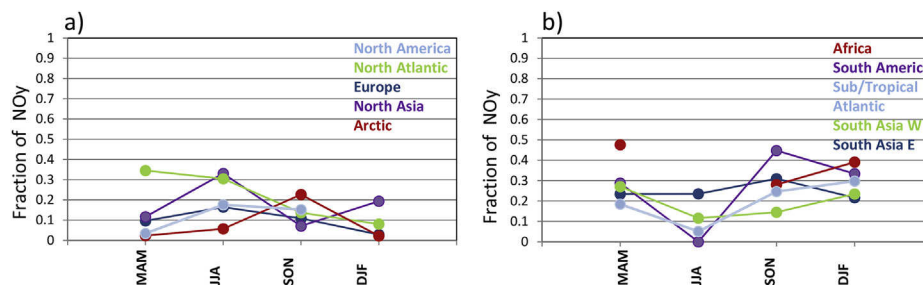 a)
Fraction of NOy
1
0.9
0.8
0.7
0.6
0.5
0.4
0.3
0.2
0.1
0
North America
North Atlantic
Europe
North Asia
Arctic
MAM
JJA
SON
DJF
b)
Fraction of NOy
1
0.9
0.8
0.7
0.6
0.5
0.4
0.3
0.2
0.1
0
Africa
South Americ
Sub/Tropical
Atlantic
South Asia W
South Asia E
MAM
JJA
SON
DJF